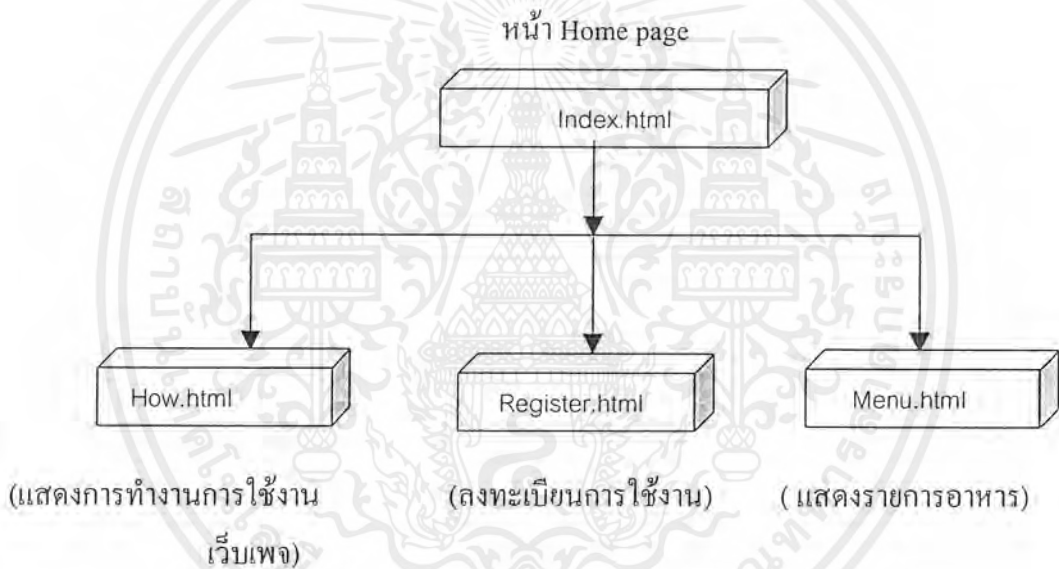 หน้า Home page
Index.html
How.html
Register.html
Menu.html
(แสดงการทำงานการใช้งาน
เว็บเพจ)
(ลงทะเบียนการใช้งาน)
( แสดงรายการอาหาร)